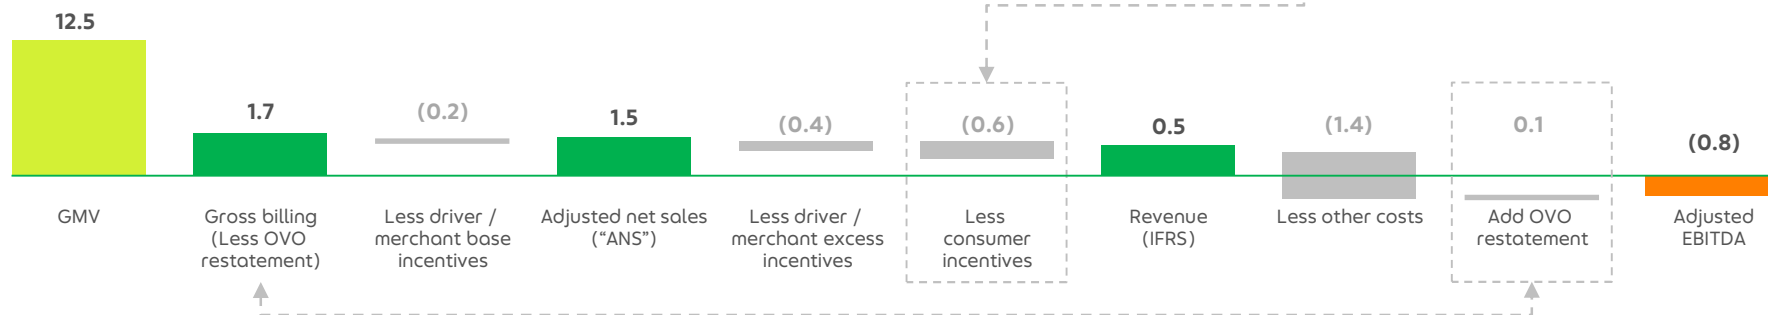 12.5
1.7
(0.2)
1.5
(0.4)
(0.6)
0.5
(1.4)
0.1
(0.8)
GMV
Gross billing
(Less OVO
restatement)
Less driver /
merchant base
incentives
Adjusted net sales
("ANS")
Less driver /
merchant excess
incentives
Less
consumer
incentives
Revenue
(IFRS)
Less other costs
Add OVO
restatement
Adjusted
EBITDA